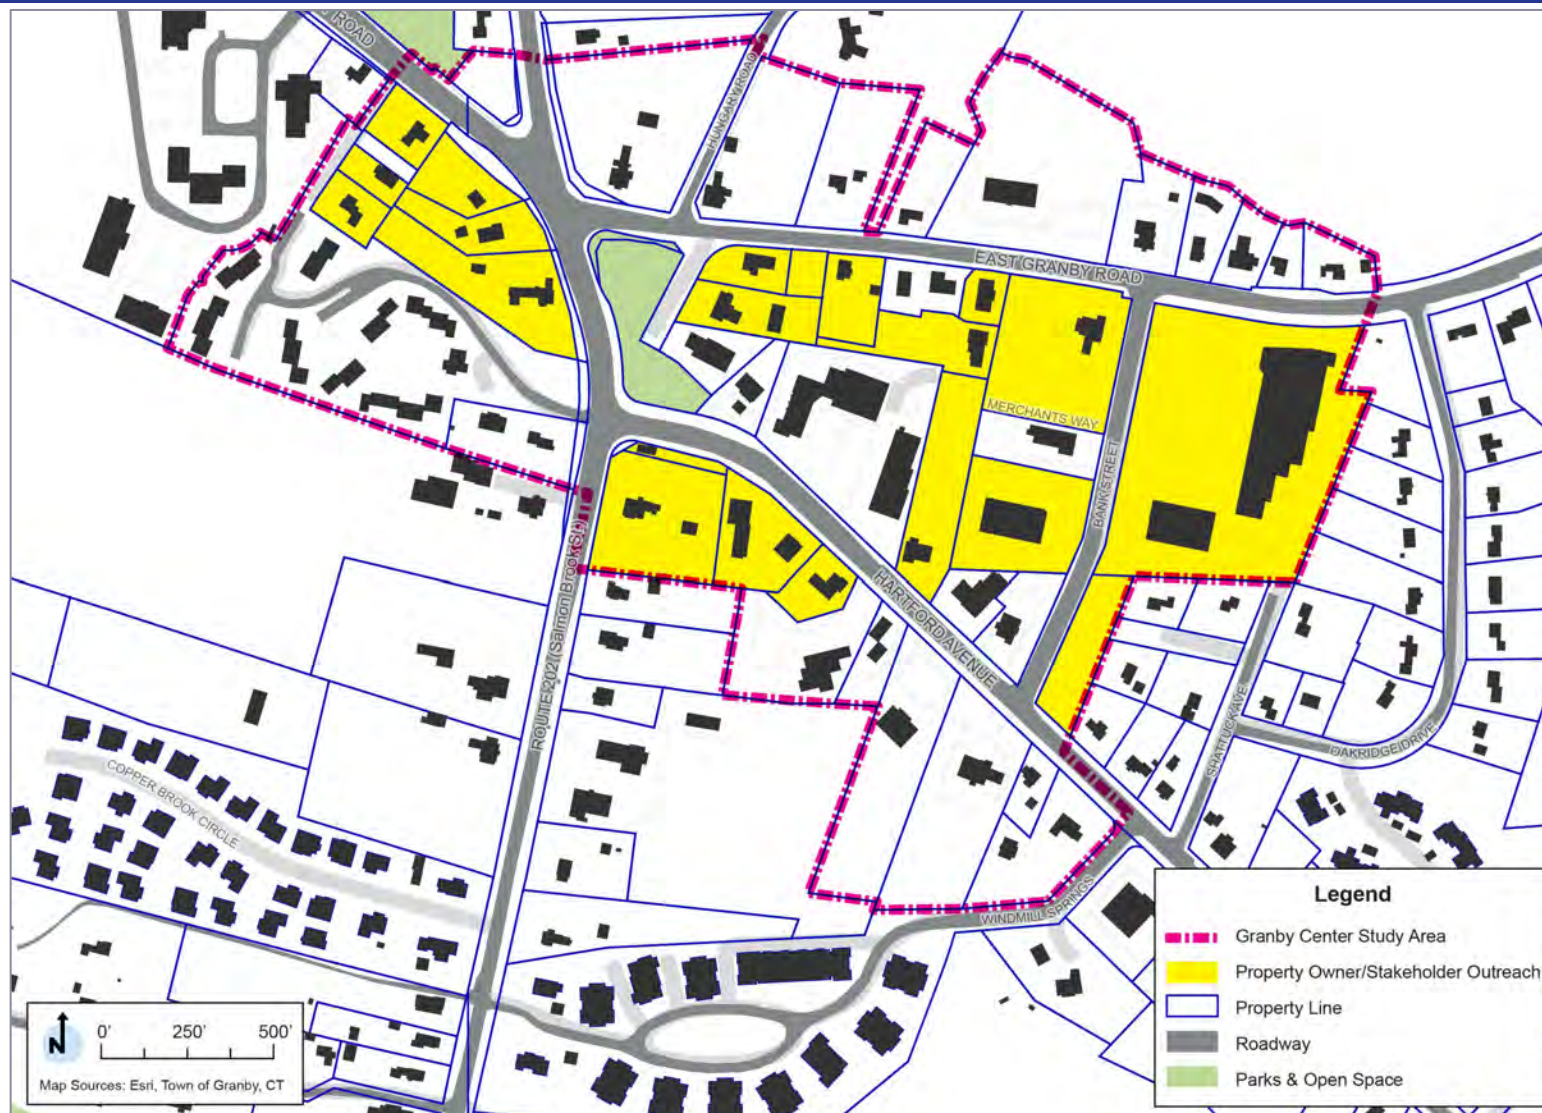 ROAD
HUNGARY ROAD
EAST GRANBY ROAD
MERCHANTS WAY
BANK STREET
ROUTE 202 (Salmon Brook St)
HARTFORD AVENUE
SHATTUCK AVE
OAKRIDGE DRIVE
COPPER BROOK CIRCLE
WINDMILL SPRINGS
Legend
Granby Center Study Area
Property Owner/Stakeholder Outreach
Property Line
Roadway
Parks & Open Space
N
0' 250' 500'
Map Sources: Esri, Town of Granby, CT